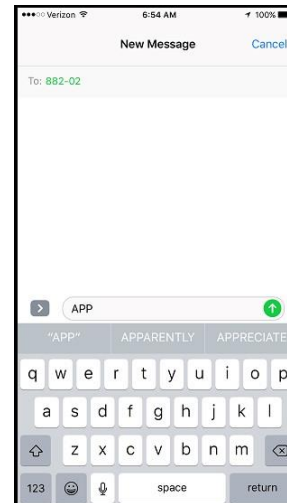 Verizon 6:54 AM 100%
New Message Cancel
To: 882-02
APP
"APP" APPARENTLY APPRECIATE
q w e r t y u i o p
a s d f g h j k l
z x c v b n m
123 space return